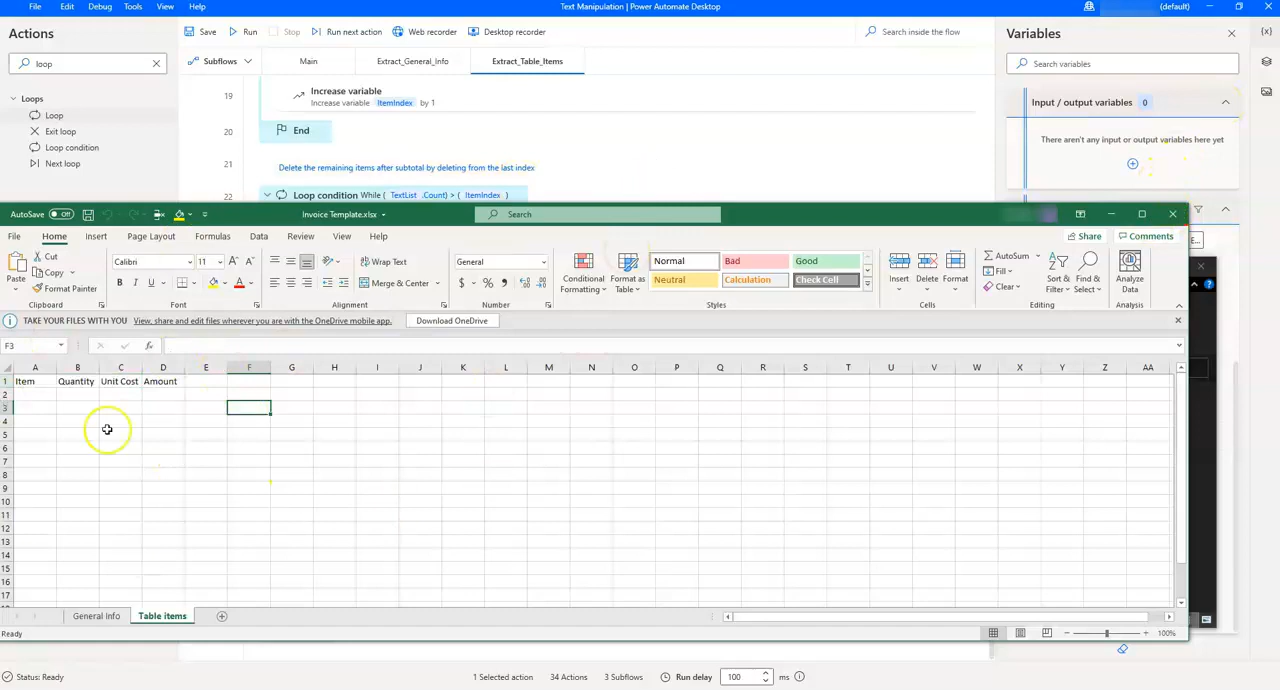 File Edit Debug Tools View Help Text Manipulation | Power Automate Desktop (default)
Actions
loop
Loops
Loop
Exit loop
Loop condition
Next loop
Save Run Stop Run next action Web recorder Desktop recorder Search inside the flow
Subflows Main Extract_General_Info Extract_Table_Items
19 Increase variable
Increase variable ItemIndex by 1
20 End
21 Delete the remaining items after subtotal by deleting from the last index
22 Loop condition While ( TextList .Count) > ( ItemIndex )
Variables {x}
Search variables
Input / output variables 0
There aren't any input or output variables here yet
E...
AutoSave Off Invoice Template.xlsx Search
File Home Insert Page Layout Formulas Data Review View Help Share Comments
Paste Cut Copy Format Painter Clipboard
Calibri 11 B I U A Font
Wrap Text Merge & Center Alignment
General $ % Number
Conditional Formatting Format as Table
Normal Bad Good
Neutral Calculation Check Cell
Styles
Insert Delete Format Cells
AutoSum Fill Clear Sort & Filter Find & Select Editing
Analyze Data Analysis
TAKE YOUR FILES WITH YOU View, share and edit files wherever you are with the OneDrive mobile app. Download OneDrive
F3 fx
A B C D E F G H I J K L M N O P Q R S T U V W X Y Z AA
1 Item Quantity Unit Cost Amount
2
3
4
5
6
7
8
9
10
11
12
13
14
15
16
17
General Info Table items
Ready 100%
Status: Ready 1 Selected action 34 Actions 3 Subflows Run delay 100 ms